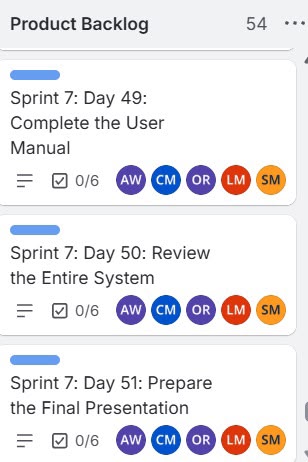 Product Backlog 54 ...
Sprint 7: Day 49:
Complete the User
Manual
0/6 AW CM OR LM SM
Sprint 7: Day 50: Review
the Entire System
0/6 AW CM OR LM SM
Sprint 7: Day 51: Prepare
the Final Presentation
0/6 AW CM OR LM SM